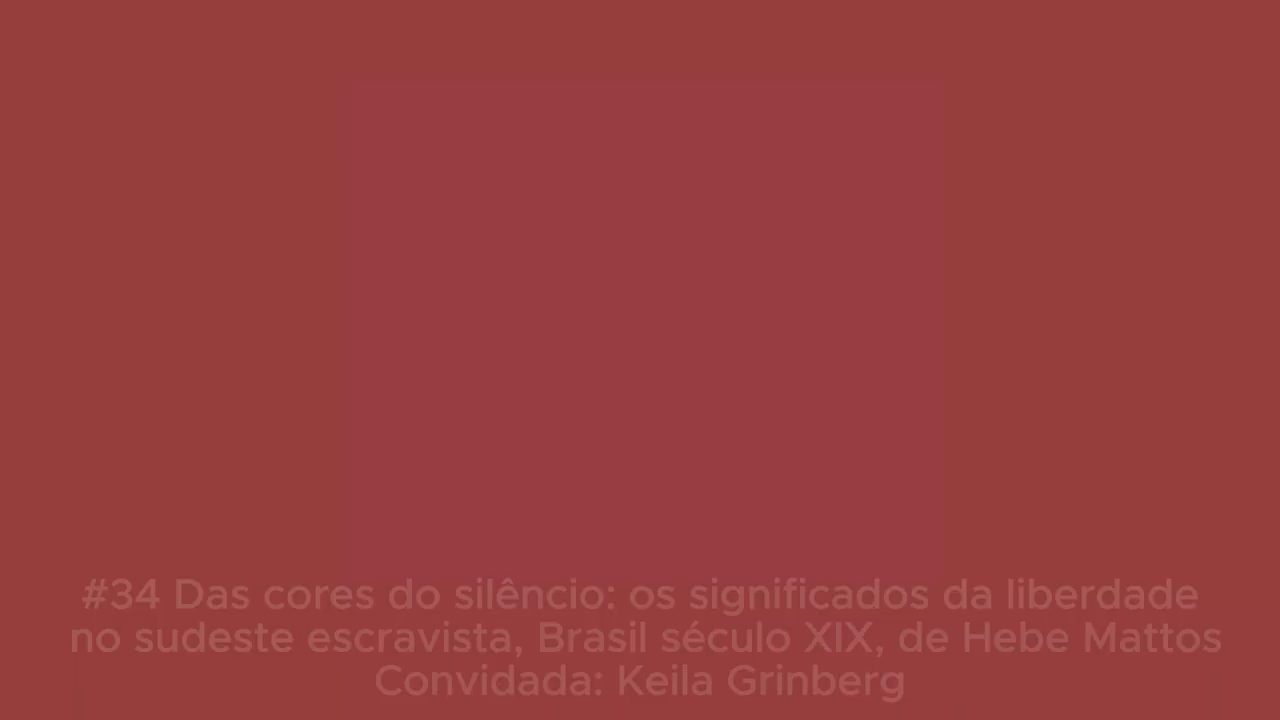 #34 Das cores do silêncio: os significados da liberdade
no sudeste escravista, Brasil século XIX, de Hebe Mattos
Convidada: Keila Grinberg